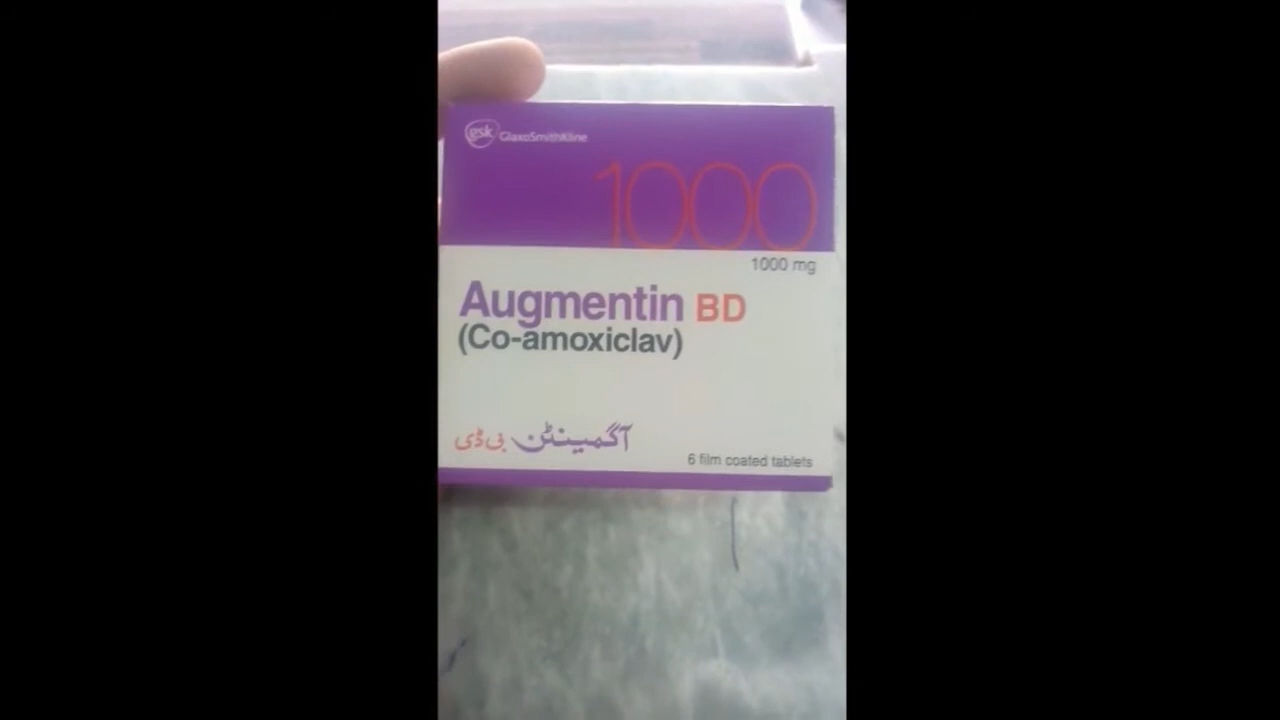 gsk GlaxoSmithKline
1000
1000 mg
Augmentin BD
(Co-amoxiclav)
آگمینٹن بی ڈی
6 film coated tablets